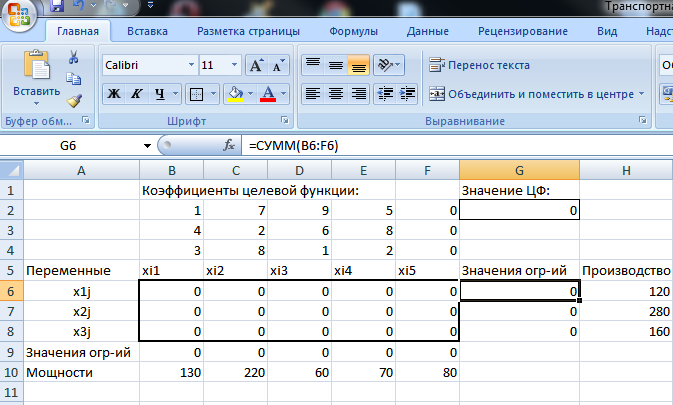 Транспортна
Главная Вставка Разметка страницы Формулы Данные Рецензирование Вид Надст
Calibri 11 A A Перенос текста Об
Вставить Ж К Ч А Объединить и поместить в центре
Буфер обм... Шрифт Выравнивание
G6 fx =СУММ(B6:F6)
A B C D E F G H
1 Коэффициенты целевой функции: Значение ЦФ:
2 1 7 9 5 0 0
3 4 2 6 8 0
4 3 8 1 2 0
5 Переменные xi1 xi2 xi3 xi4 xi5 Значения огр-ий Производство
6 x1j 0 0 0 0 0 0 120
7 x2j 0 0 0 0 0 0 280
8 x3j 0 0 0 0 0 0 160
9 Значения огр-ий 0 0 0 0 0
10 Мощности 130 220 60 70 80
11